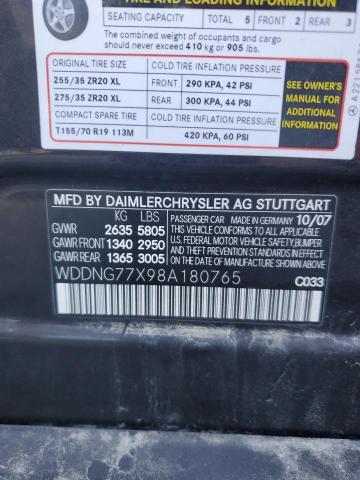 TIRE AND LOADING INFORMATION
SEATING CAPACITY TOTAL 5 FRONT 2 REAR 3
The combined weight of occupants and cargo
should never exceed 410 kg or 905 lbs.
ORIGINAL TIRE SIZE COLD TIRE INFLATION PRESSURE
255/35 ZR20 XL FRONT 290 KPA, 42 PSI
275/35 ZR20 XL REAR 300 KPA, 44 PSI
COMPACT SPARE TIRE COLD TIRE INFLATION PRESSURE
T155/70 R19 113M 420 KPA, 60 PSI
SEE OWNER'S
MANUAL FOR
ADDITIONAL
INFORMATION
MFD BY DAIMLERCHRYSLER AG STUTTGART
KG LBS PASSENGER CAR MADE IN GERMANY 10/07
GVWR 2635 5805
GAWR FRONT 1340 2950
GAWR REAR 1365 3005
THIS VEHICLE CONFORMS TO ALL APPLICABLE
U.S. FEDERAL MOTOR VEHICLE SAFETY, BUMPER
AND THEFT PREVENTION STANDARDS IN EFFECT
ON THE DATE OF MANUFACTURE SHOWN ABOVE
WDDNG77X98A180765
C033